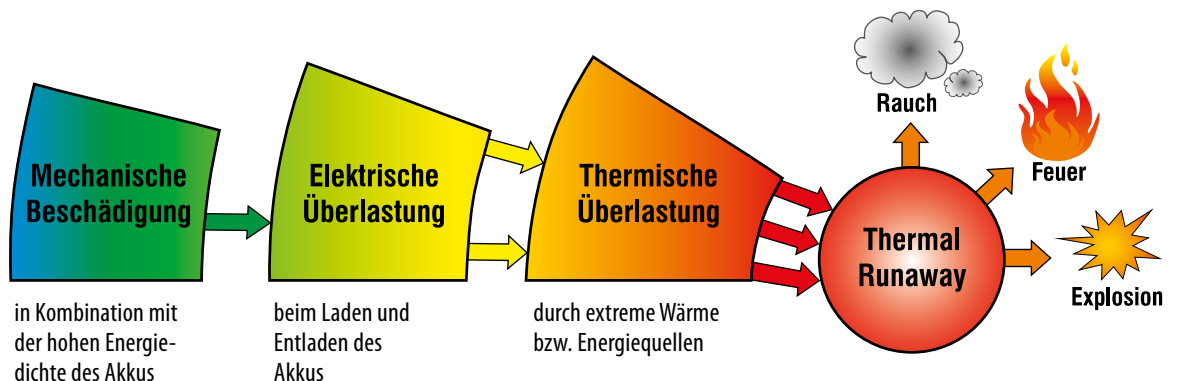 Mechanische
Beschädigung
in Kombination mit
der hohen Energie-
dichte des Akkus
Elektrische
Überlastung
beim Laden und
Entladen des
Akkus
Thermische
Überlastung
durch extreme Wärme
bzw. Energiequellen
Thermal
Runaway
Rauch
Feuer
Explosion